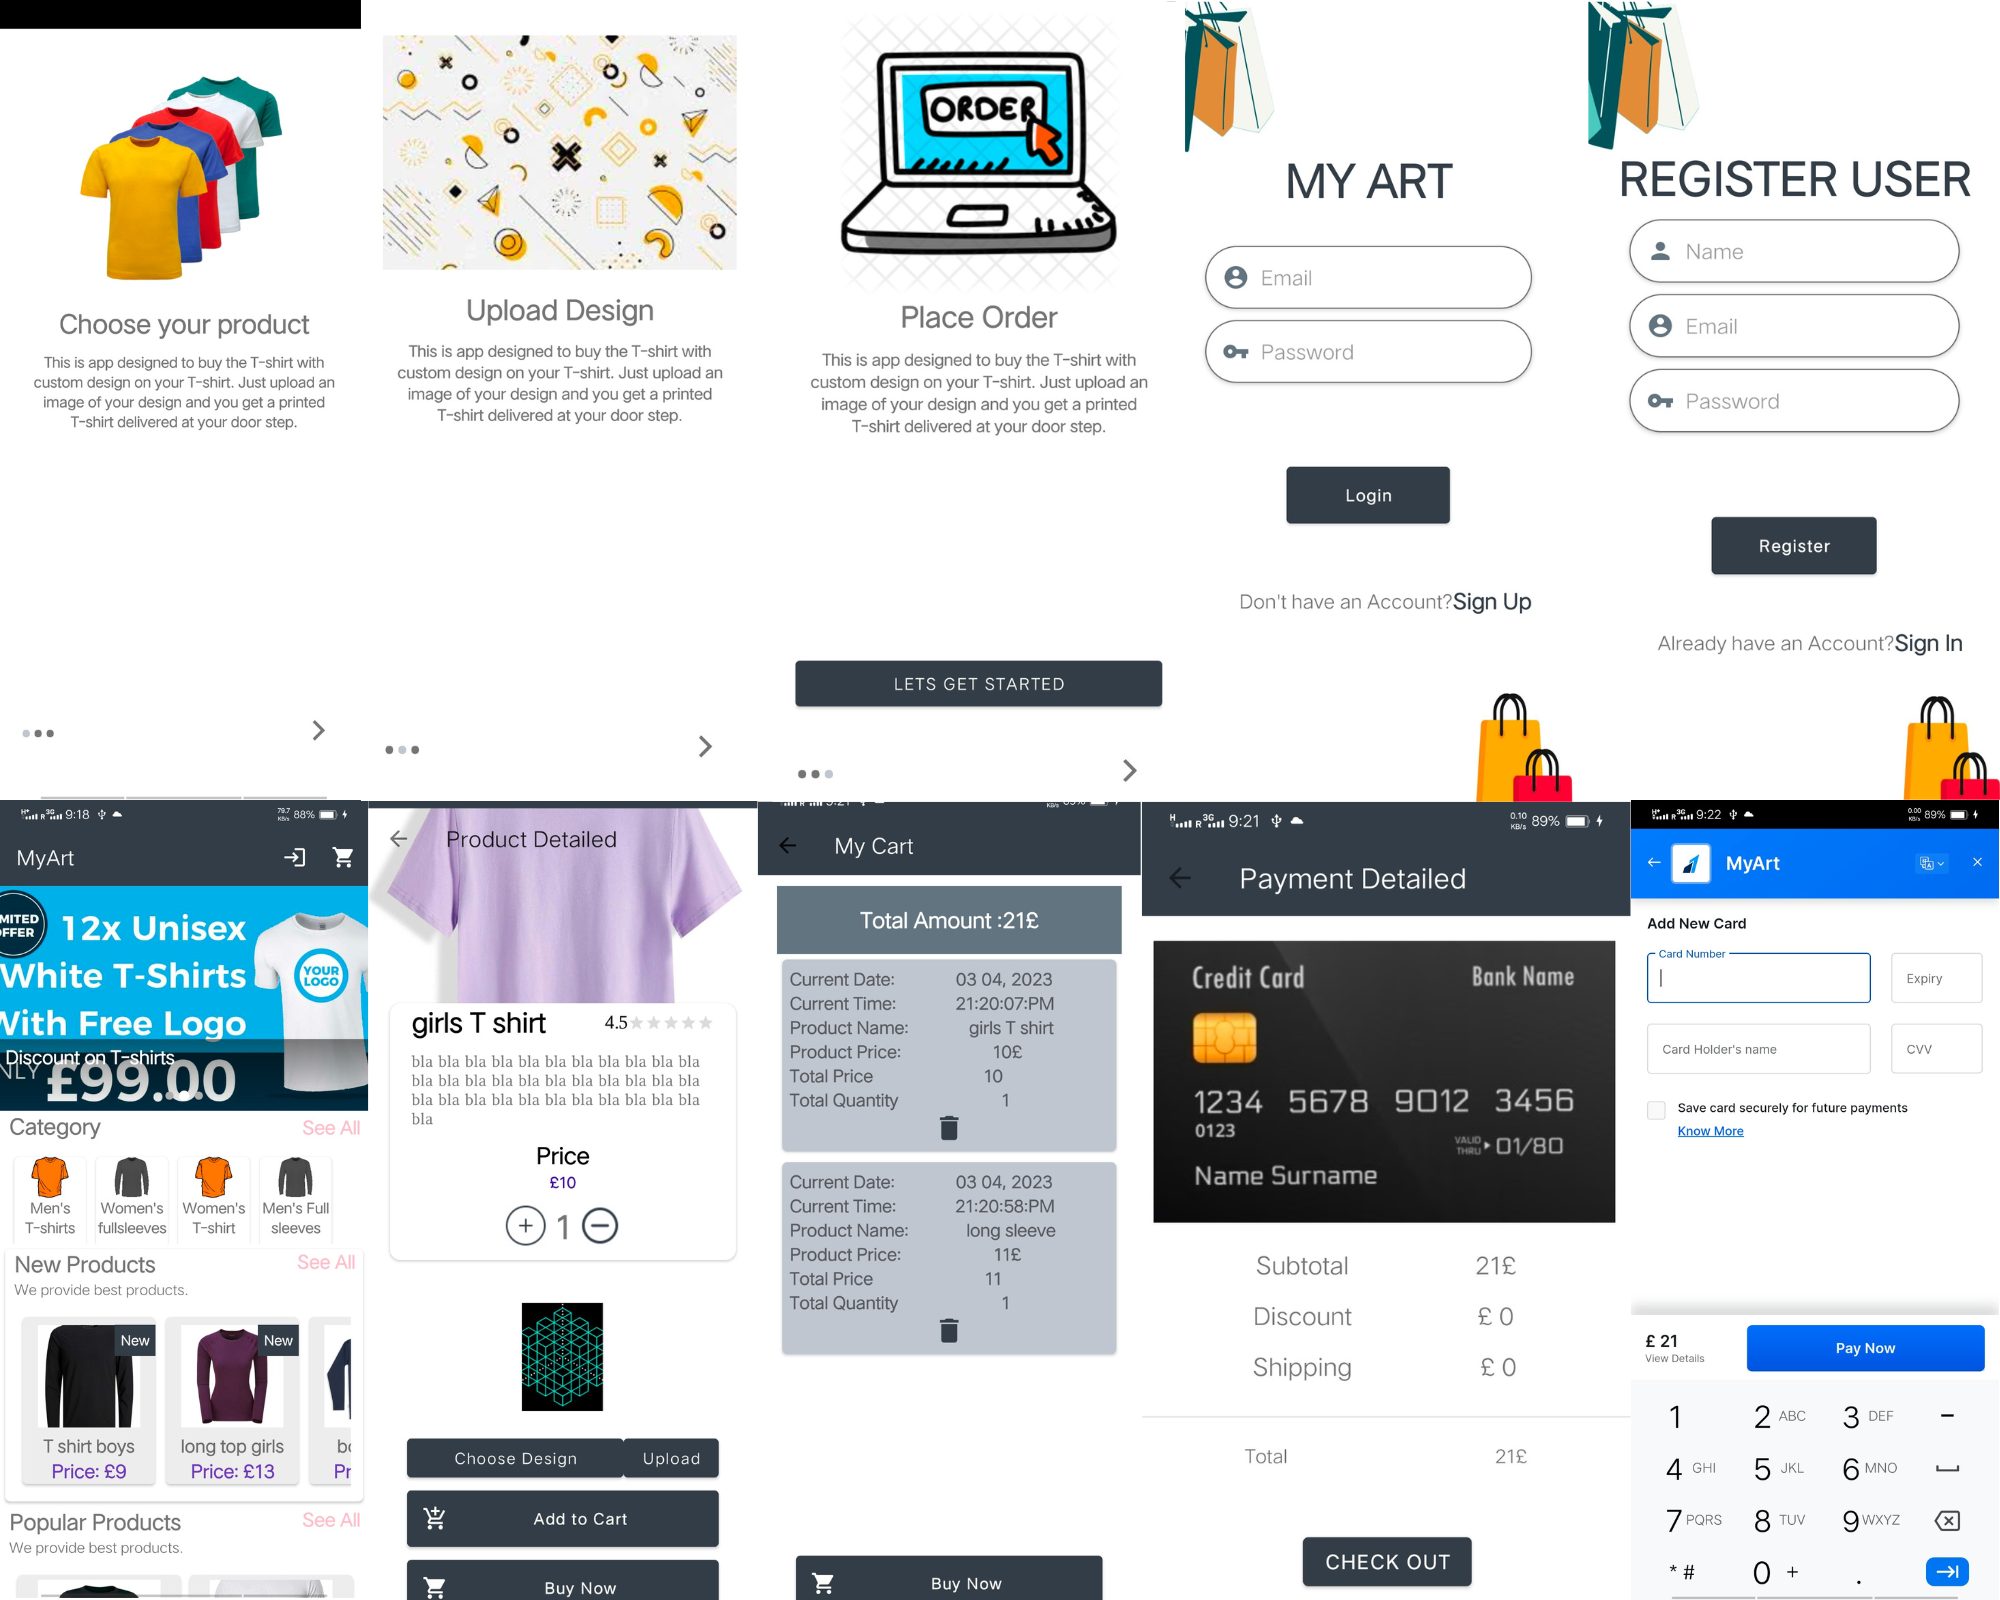 Choose your product
This is app designed to buy the T-shirt with
custom design on your T-shirt. Just upload an
image of your design and you get a printed
T-shirt delivered at your door step.
Upload Design
This is app designed to buy the T-shirt with
custom design on your T-shirt. Just upload an
image of your design and you get a printed
T-shirt delivered at your door step.
ORDER
Place Order
This is app designed to buy the T-shirt with
custom design on your T-shirt. Just upload an
image of your design and you get a printed
T-shirt delivered at your door step.
LETS GET STARTED
MY ART
Email
Password
Login
Don't have an Account?Sign Up
REGISTER USER
Name
Email
Password
Register
Already have an Account?Sign In
9:18
79.7 KB/s 88%
MyArt
IMITED
OFFER
12x Unisex
White T-Shirts
With Free Logo
YOUR
LOGO
Discount on T-shirts
NLY £99.00
Category
See All
Men's
T-shirts
Women's
fullsleeves
Women's
T-shirt
Men's Full
sleeves
New Products
See All
We provide best products.
New
T shirt boys
Price: £9
New
long top girls
Price: £13
bo
Pr
Popular Products
See All
We provide best products.
Product Detailed
girls T shirt
4.5
bla bla bla bla bla bla bla bla bla bla bla
bla bla bla bla bla bla bla bla bla bla bla
bla bla bla bla bla bla bla bla bla bla bla
bla
Price
£10
1
Choose Design
Upload
Add to Cart
Buy Now
My Cart
Total Amount :21£
Current Date: 03 04, 2023
Current Time: 21:20:07:PM
Product Name: girls T shirt
Product Price: 10£
Total Price 10
Total Quantity 1
Current Date: 03 04, 2023
Current Time: 21:20:58:PM
Product Name: long sleeve
Product Price: 11£
Total Price 11
Total Quantity 1
Buy Now
H R 3G 9:21
0.10 KB/s 89%
Payment Detailed
Credit Card
Bank Name
1234 5678 9012 3456
0123
VALID THRU 01/80
Name Surname
Subtotal 21£
Discount £ 0
Shipping £ 0
Total 21£
CHECK OUT
9:22
0.00 KB/s 89%
MyArt
Add New Card
Card Number
Expiry
Card Holder's name
CVV
Save card securely for future payments
Know More
£ 21
View Details
Pay Now
1
2 ABC
3 DEF
-
4 GHI
5 JKL
6 MNO
7 PQRS
8 TUV
9 WXYZ
* #
0 +
.